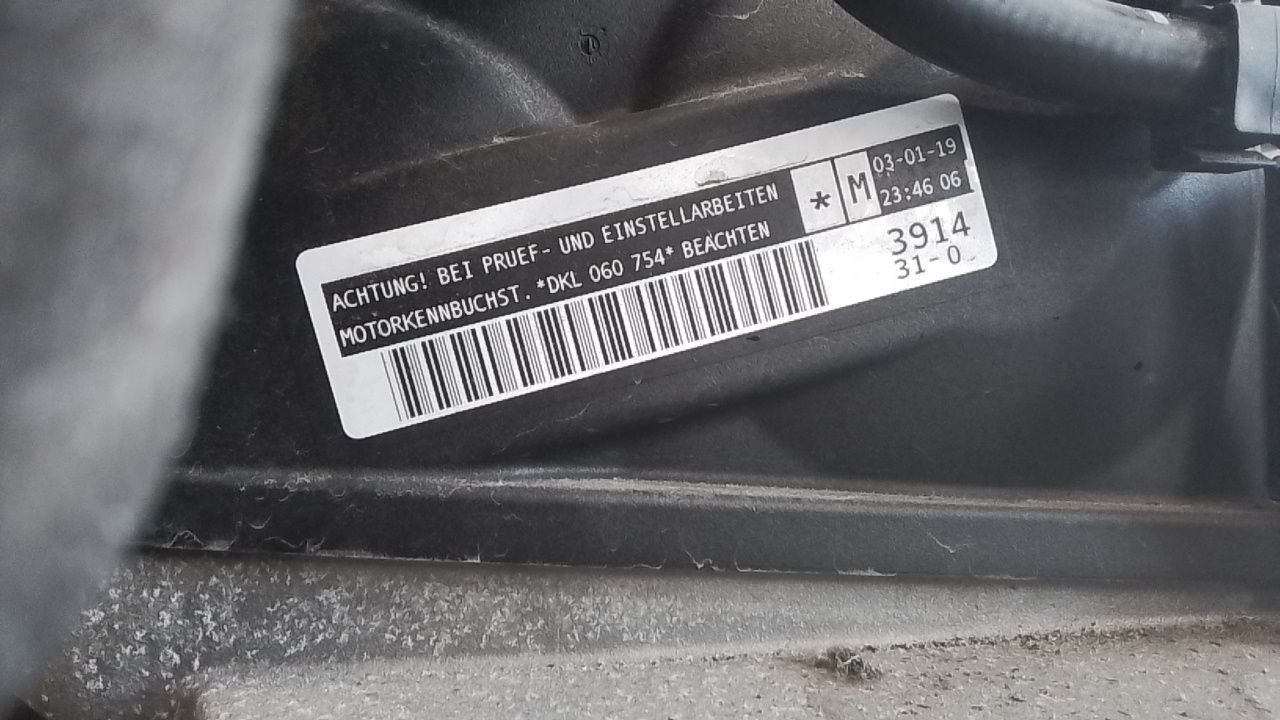 ACHTUNG! BEI PRUEF- UND EINSTELLARBEITEN
MOTORKENNBUCHST. *DKL 060 754* BEACHTEN
* M
03-01-19
23:46 06
3914
31-0